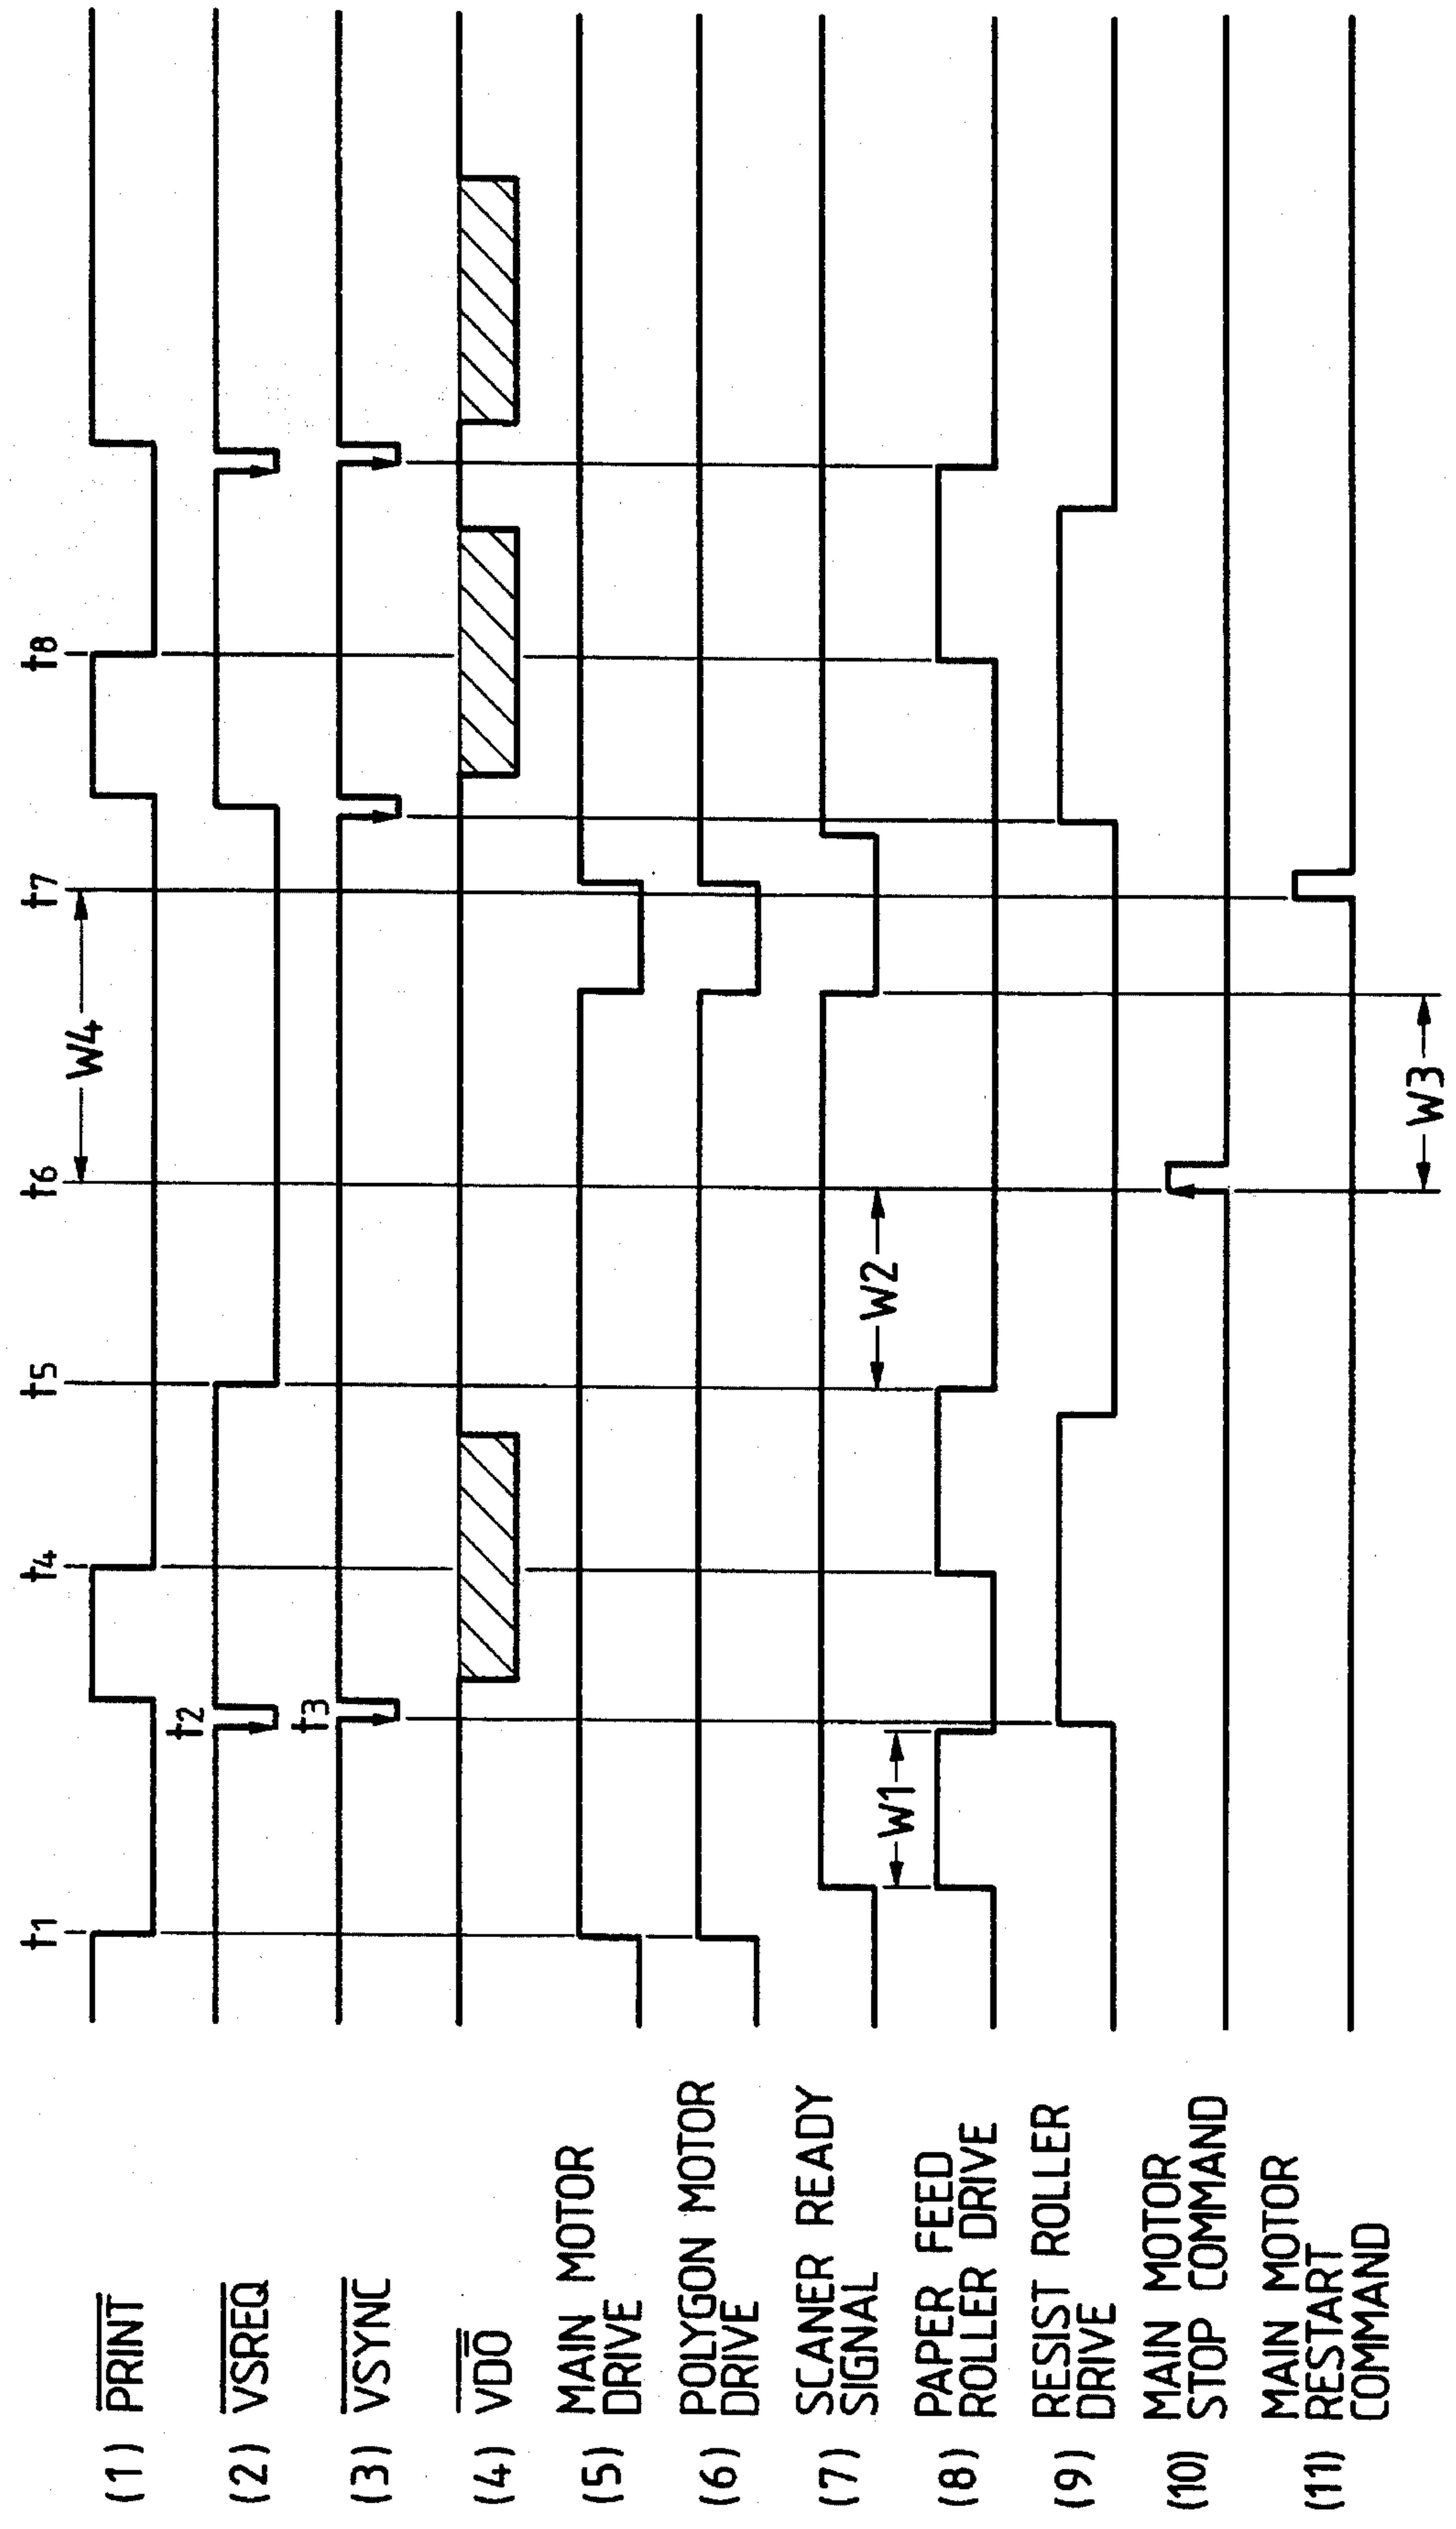 t1 t4 t5 t6 t7 t8
W4
(1) PRINT
(2) VSREQ
t2
(3) VSYNC
t3
(4) VDO
(5) MAIN MOTOR
DRIVE
(6) POLYGON MOTOR
DRIVE
(7) SCANER READY
SIGNAL
W1
W2
(8) PAPER FEED
ROLLER DRIVE
(9) RESIST ROLLER
DRIVE
(10) MAIN MOTOR
STOP COMMAND
(11) MAIN MOTOR
RESTART
COMMAND
W3